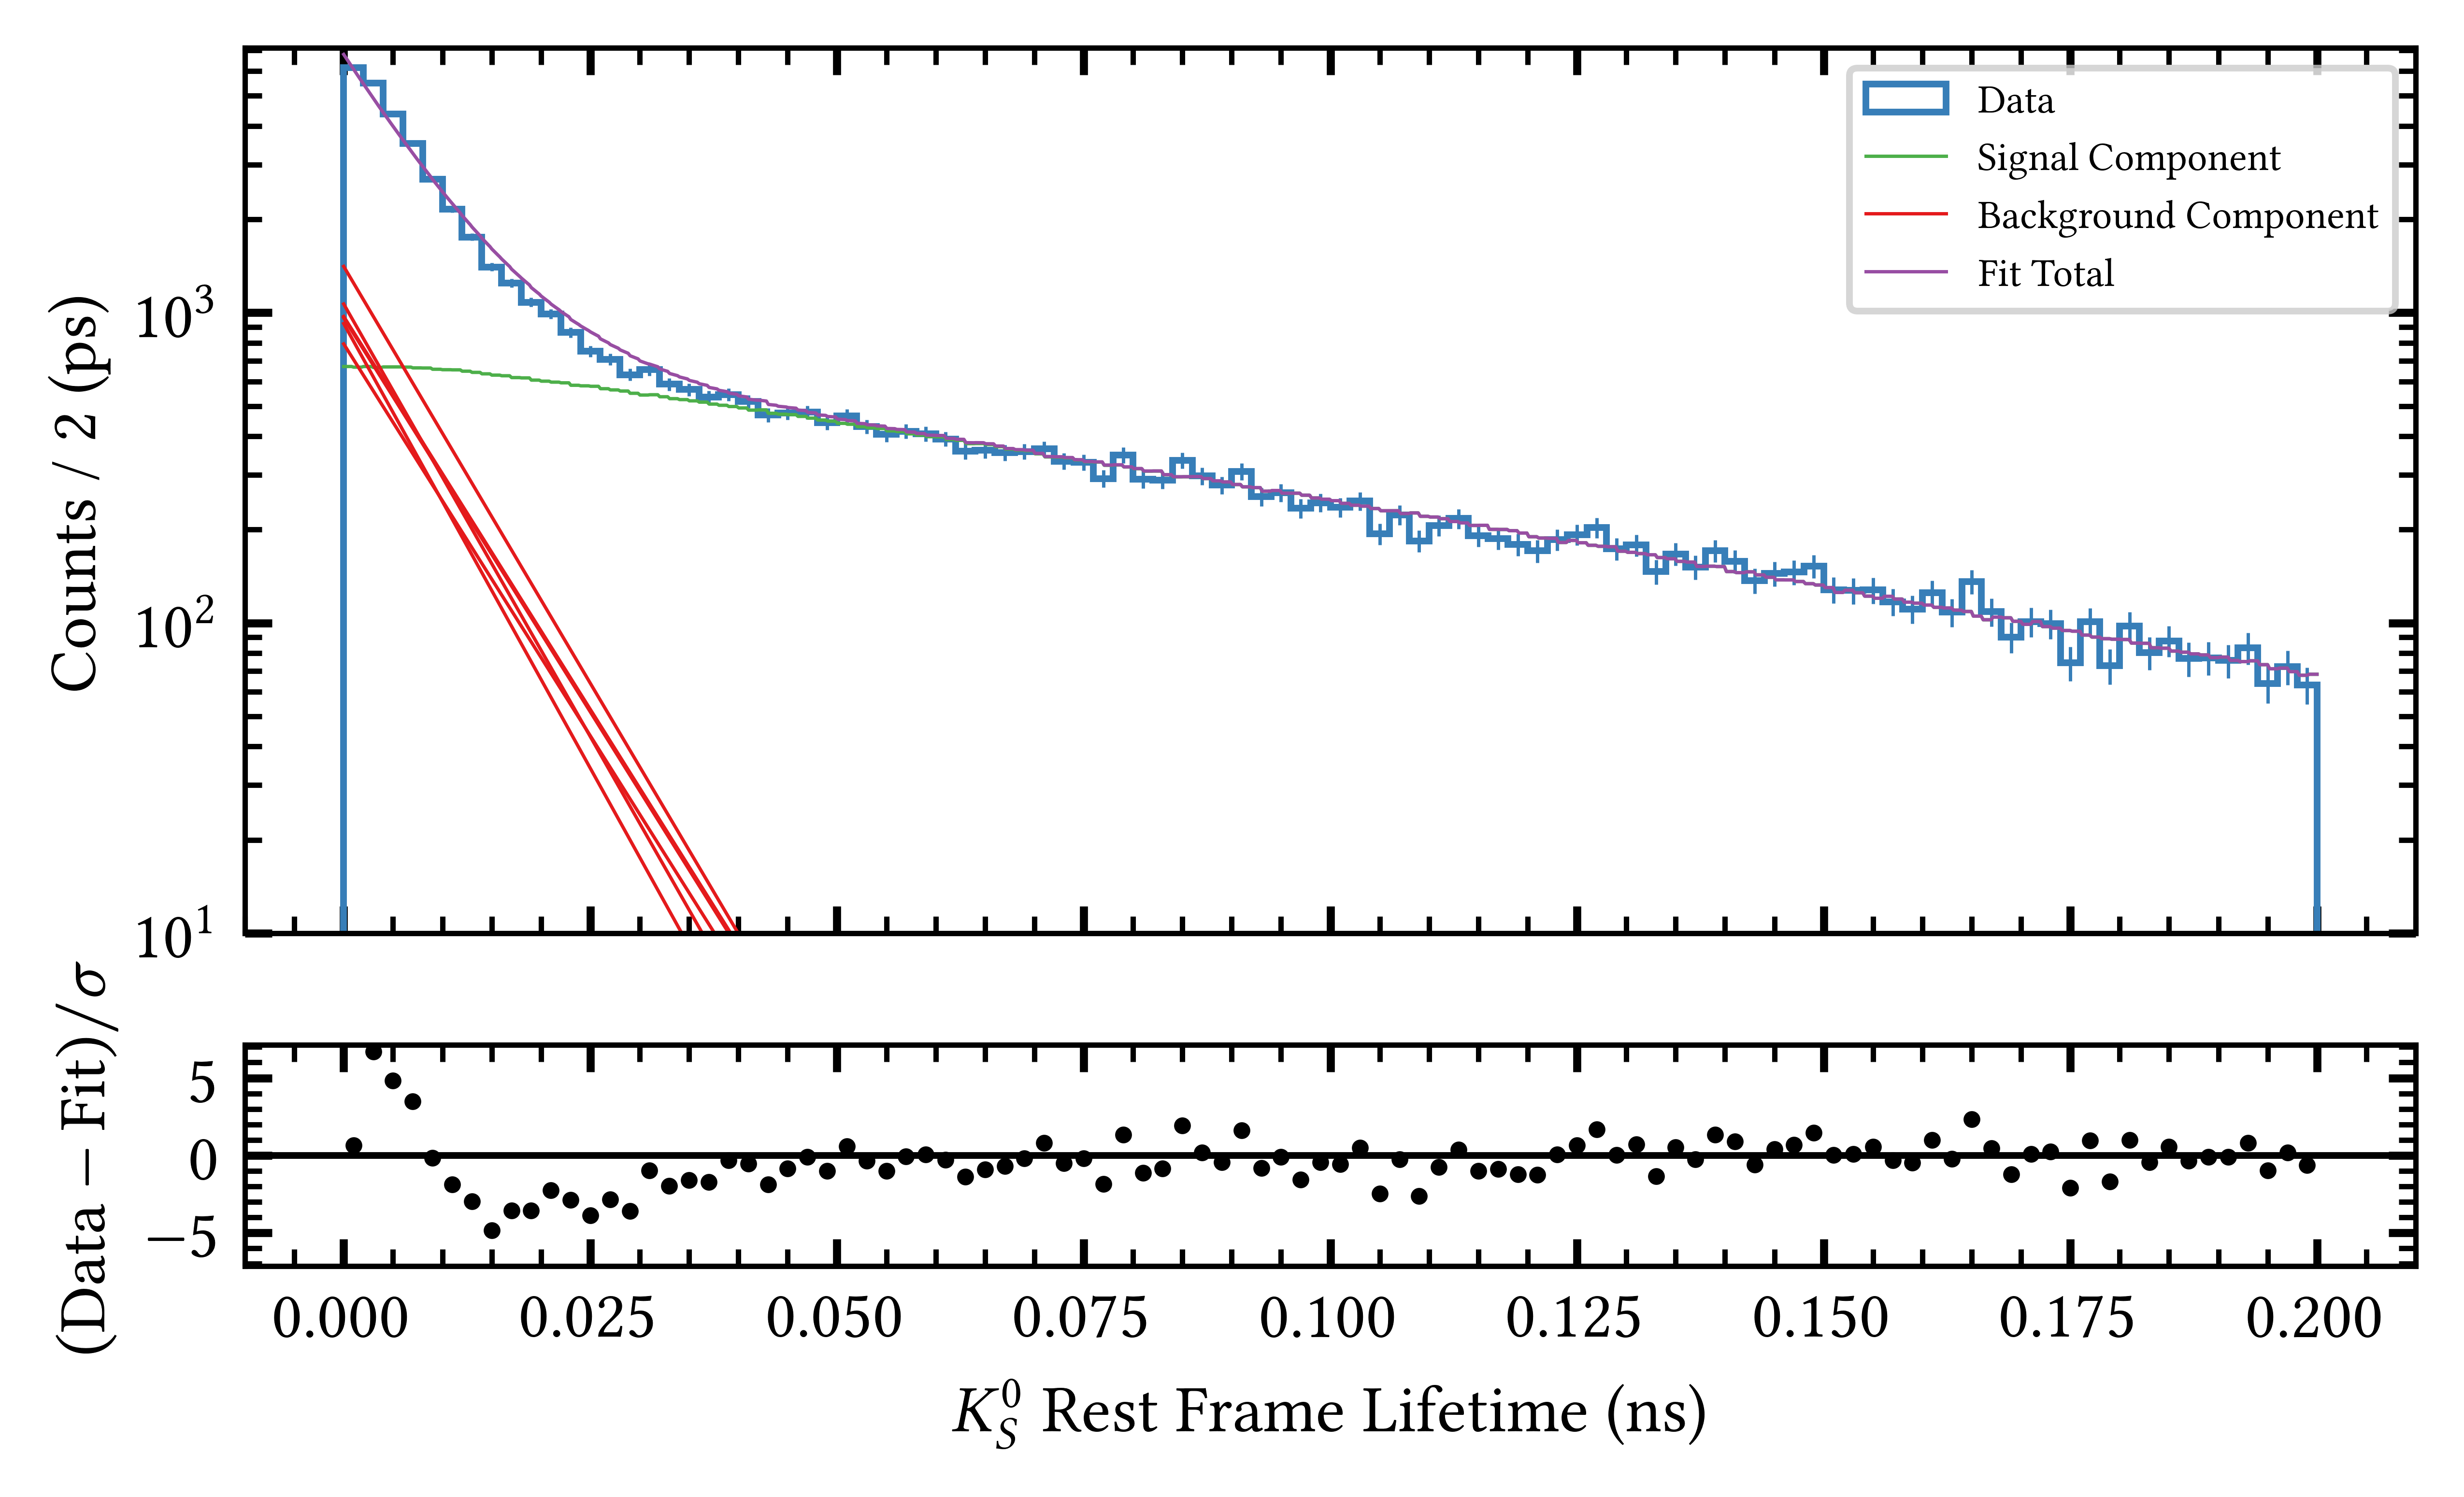 Counts / 2 (ps)
10³
10²
10¹
Data
Signal Component
Background Component
Fit Total
(Data − Fit)/σ
5
0
−5
0.000 0.025 0.050 0.075 0.100 0.125 0.150 0.175 0.200
K⁰_S Rest Frame Lifetime (ns)